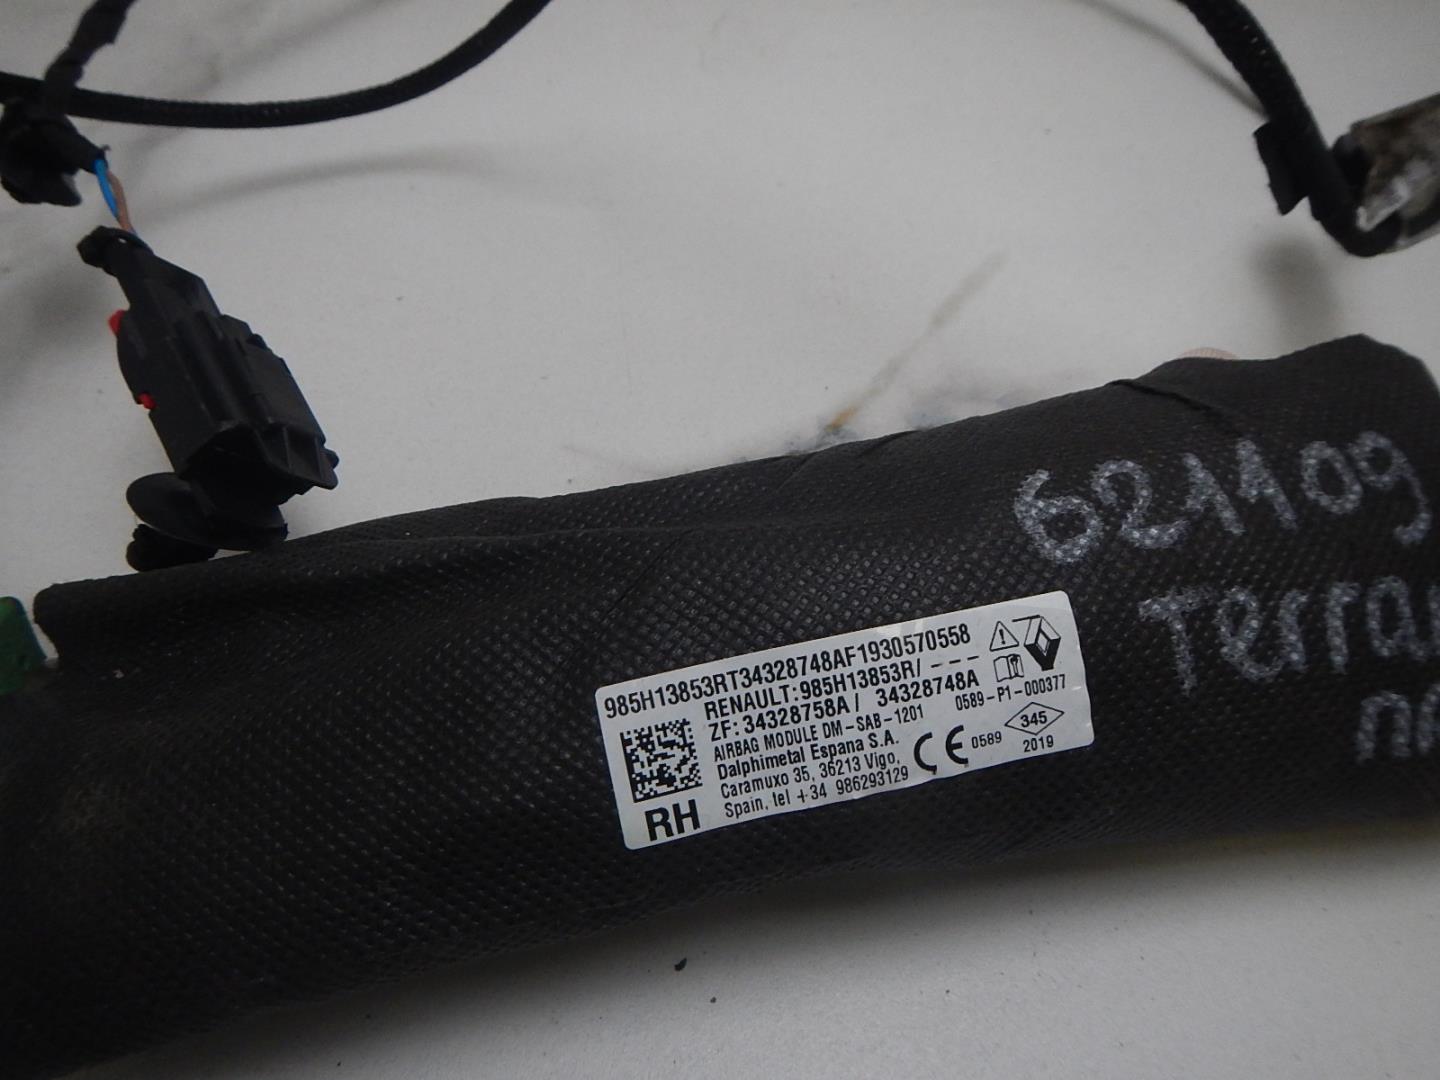 621109
985H13853RT34328748AF1930570558
RENAULT:985H13853R/---
ZF:34328758A/ 34328748A
AIRBAG MODULE DM-SAB-1201 0589-P1-000377
Dalphimetal Espana S.A.
Caramuxo 35, 36213 Vigo,
Spain, tel +34 986293129
RH
CE 0589
345
2019